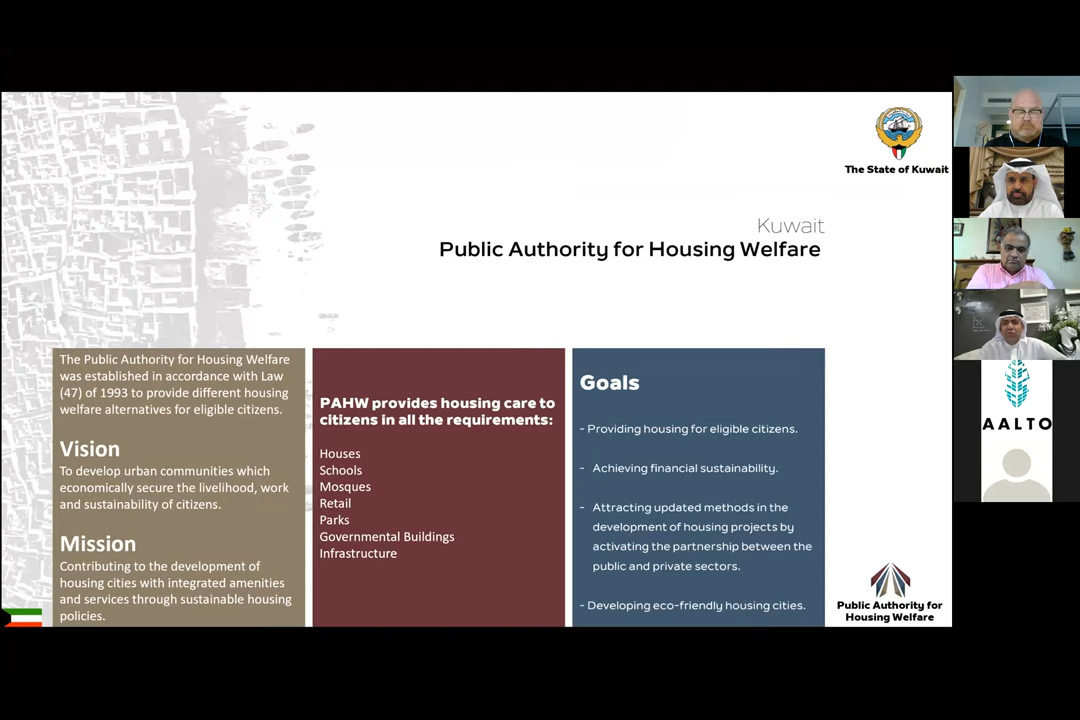 The State of Kuwait
Kuwait
Public Authority for Housing Welfare
The Public Authority for Housing Welfare
was established in accordance with Law
(47) of 1993 to provide different housing
welfare alternatives for eligible citizens.
Vision
To develop urban communities which
economically secure the livelihood, work
and sustainability of citizens.
Mission
Contributing to the development of
housing cities with integrated amenities
and services through sustainable housing
policies.
PAHW provides housing care to
citizens in all the requirements:
Houses
Schools
Mosques
Retail
Parks
Governmental Buildings
Infrastructure
Goals
- Providing housing for eligible citizens.
- Achieving financial sustainability.
- Attracting updated methods in the
development of housing projects by
activating the partnership between the
public and private sectors.
- Developing eco-friendly housing cities.
Public Authority for
Housing Welfare
AALTO